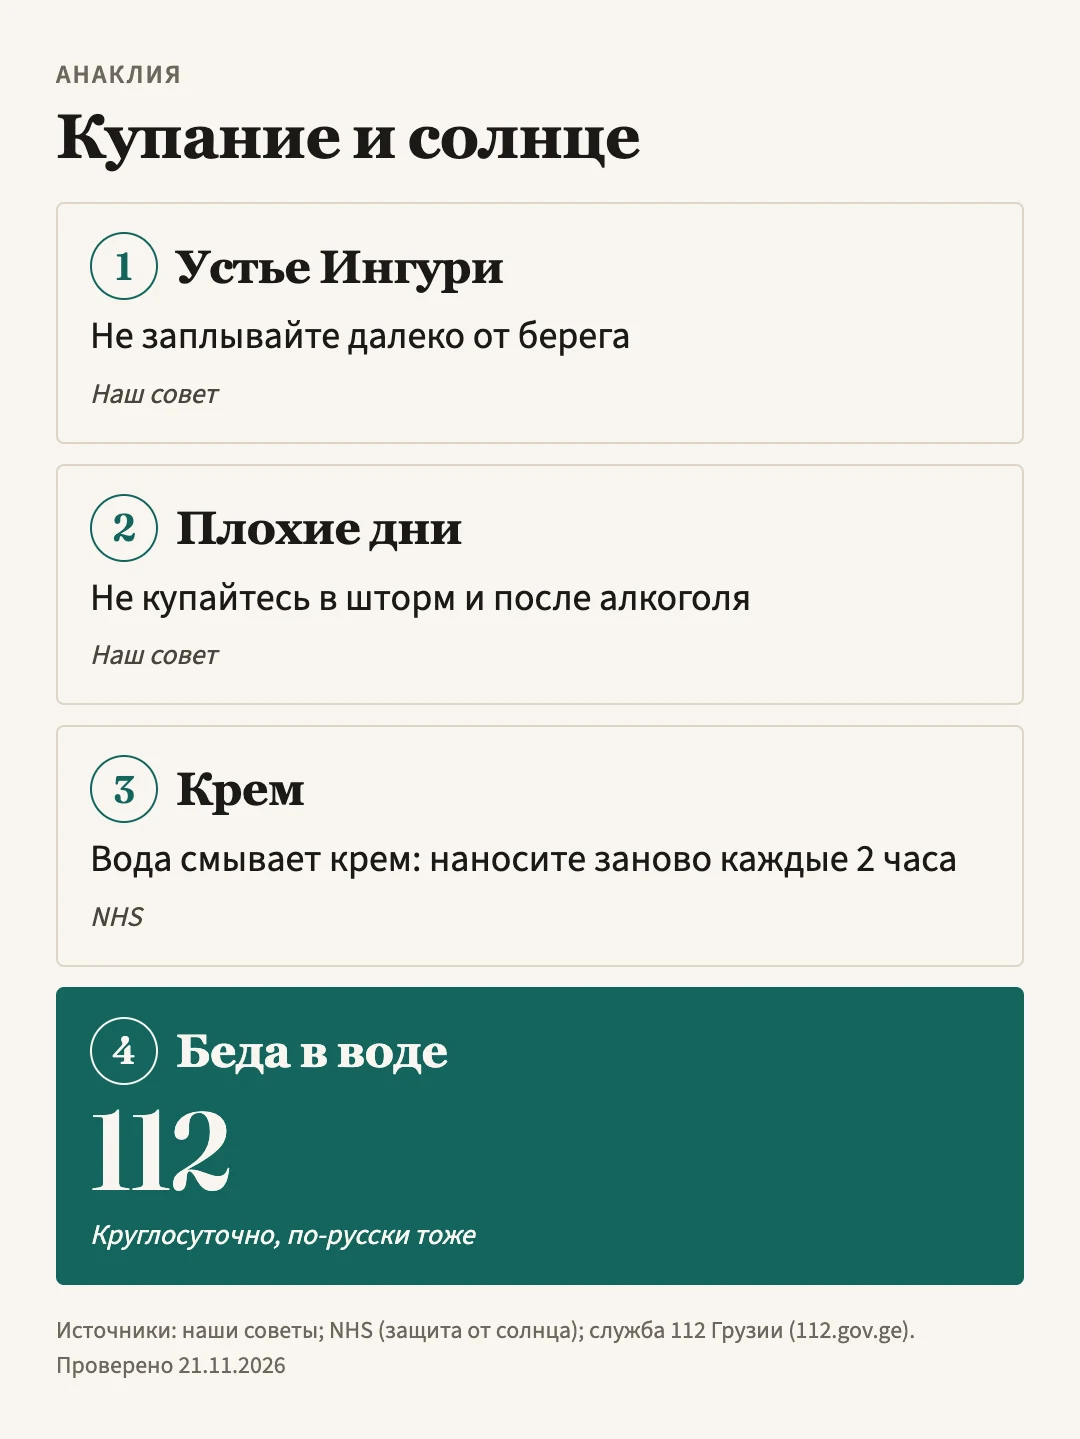 АНАКЛИЯ
Купание и солнце
1 Устье Ингури
Не заплывайте далеко от берега
Наш совет
2 Плохие дни
Не купайтесь в шторм и после алкоголя
Наш совет
3 Крем
Вода смывает крем: наносите заново каждые 2 часа
NHS
4 Беда в воде
112
Круглосуточно, по-русски тоже
Источники: наши советы; NHS (защита от солнца); служба 112 Грузии (112.gov.ge).
Проверено 21.11.2026